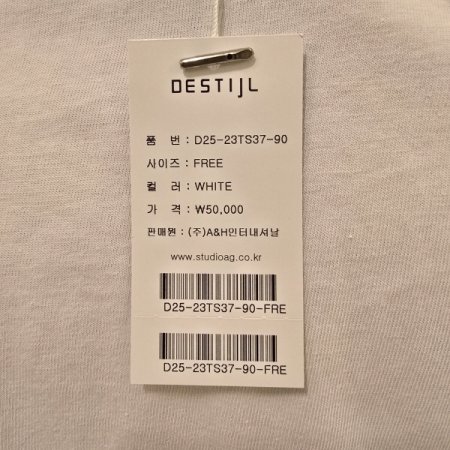 DESTIJL
품 번 : D25-23TS37-90
사이즈 : FREE
컬 러 : WHITE
가 격 : ₩50,000
판매원 : (주)A&H인터내셔날
www.studioag.co.kr
D25-23TS37-90-FRE
D25-23TS37-90-FRE